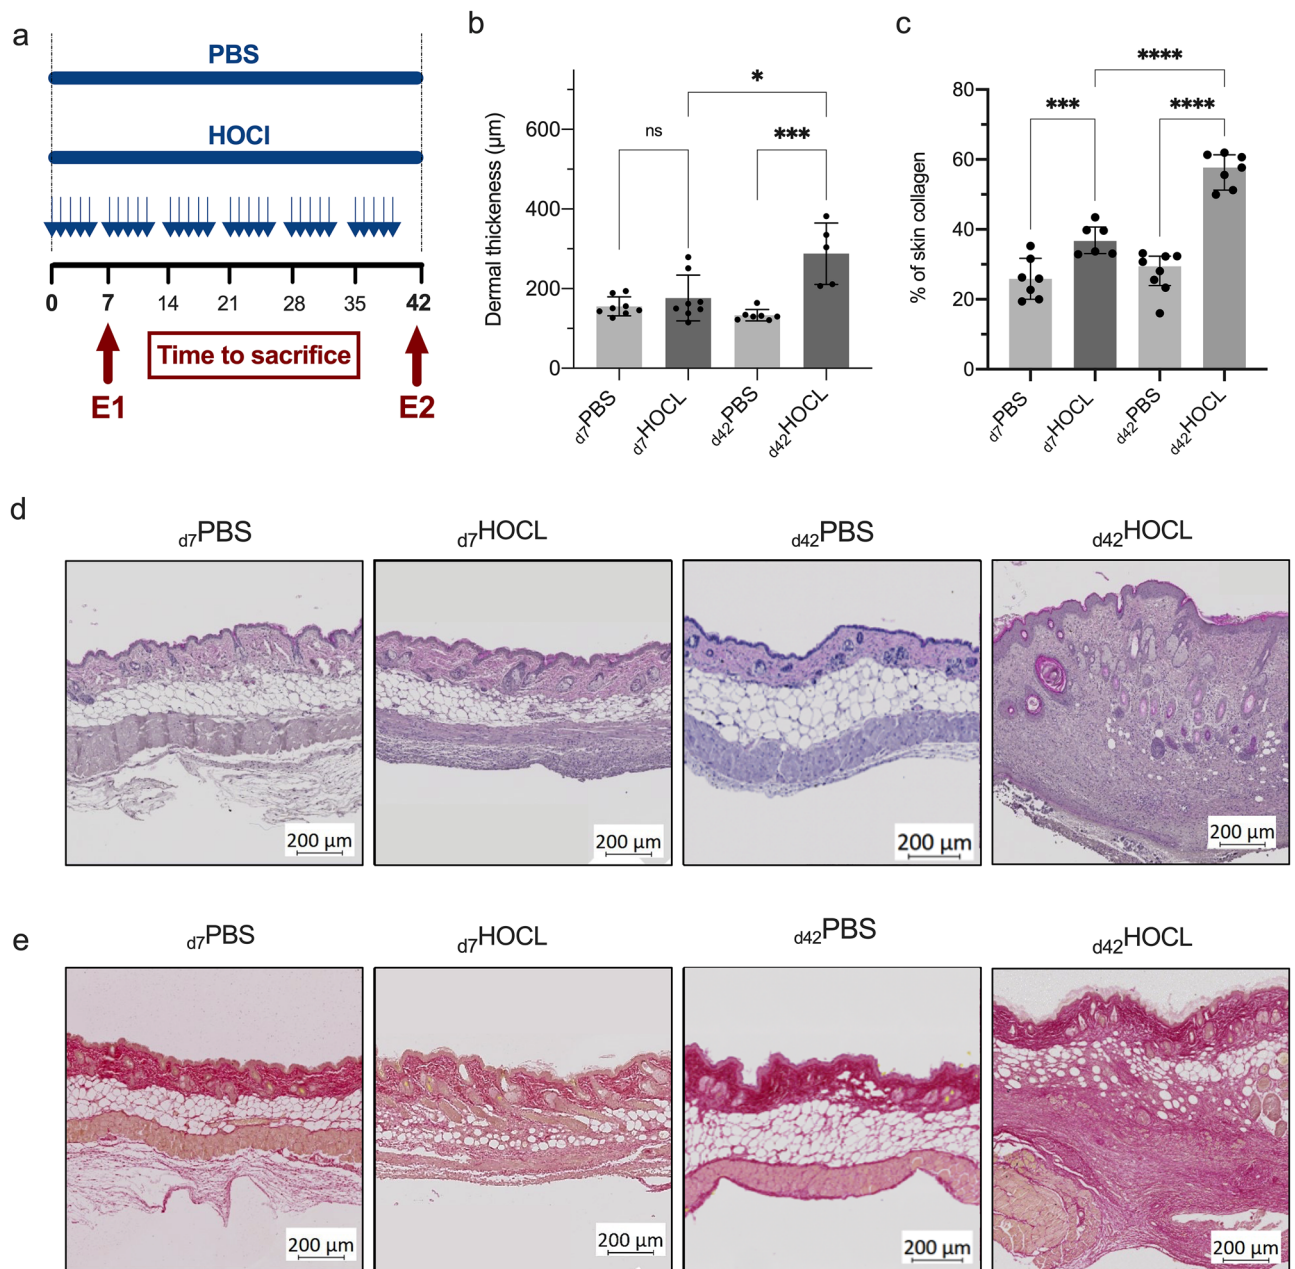 a
PBS
HOCl
0 7 14 21 28 35 42
Time to sacrifice
E1 E2
b
Dermal thickeness (µm)
600
400
200
0
ns
*
***
d7PBS
d7HOCL
d42PBS
d42HOCL
c
% of skin collagen
80
60
40
20
0
***
****
****
d7PBS
d7HOCL
d42PBS
d42HOCL
d
d7PBS d7HOCL d42PBS d42HOCL
200 µm 200 µm 200 µm 200 µm
e
d7PBS d7HOCL d42PBS d42HOCL
200 µm 200 µm 200 µm 200 µm